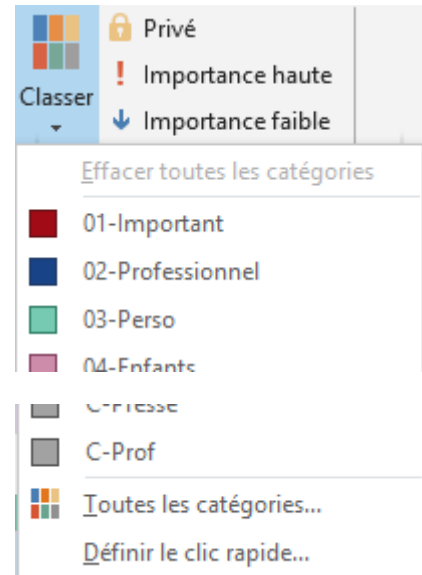 Privé
! Importance haute
Classer
Importance faible
Effacer toutes les catégories
01-Important
02-Professionnel
03-Perso
04-Enfants
C-Presse
C-Prof
Toutes les catégories...
Définir le clic rapide...